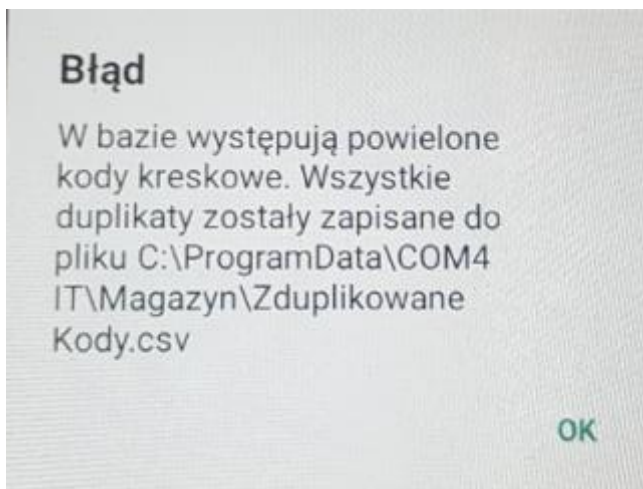 Błąd
W bazie występują powielone
kody kreskowe. Wszystkie
duplikaty zostały zapisane do
pliku C:\ProgramData\COM4
IT\Magazyn\Zduplikowane
Kody.csv
OK